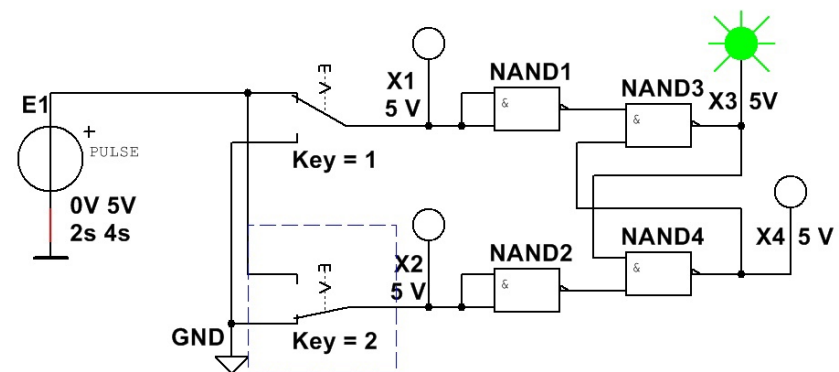 E1
+
PULSE
0V 5V
2s 4s
Key = 1
X1
5 V
NAND1
&
NAND3
&
X3 5V
GND
Key = 2
X2
5 V
NAND2
&
NAND4
&
X4 5 V